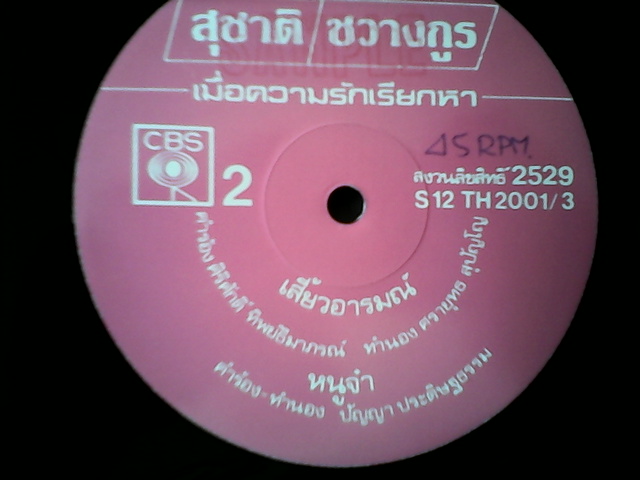 สุชาติ ชวางกูร
SAMPLE
เมื่อความรักเรียกหา
CBS
2
45 RPM.
สงวนลิขสิทธิ์ 2529
S 12 TH 2001/3
เสี่ยวอารมณ์
คำร้อง ศิริศักดิ์ ทิพย์ธิมาภรณ์ ทำนอง ศรายุทธ สุปัญโญ
หนูจ๋า
คำร้อง-ทำนอง ปัญญา ประดิษฐธรรม